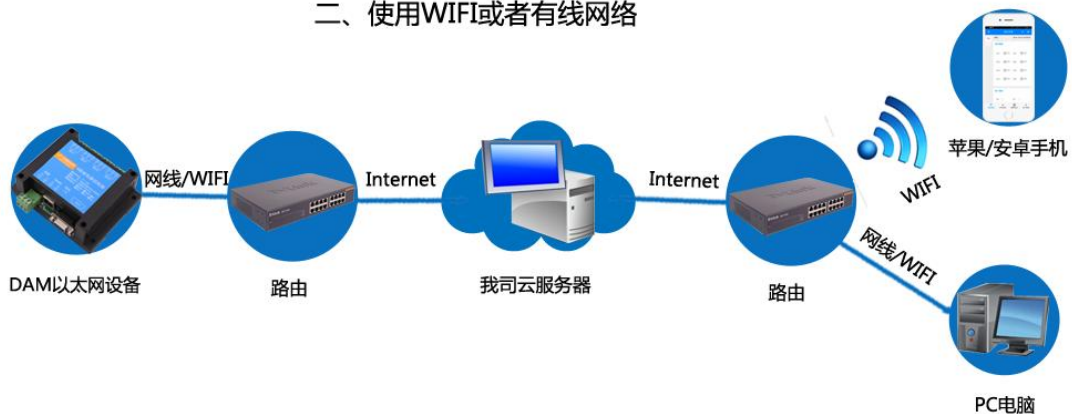 二、使用WIFI或者有线网络
苹果/安卓手机
网线/WIFI
Internet
Internet
WIFI
网线/WIFI
DAM以太网设备
路由
我司云服务器
路由
PC电脑